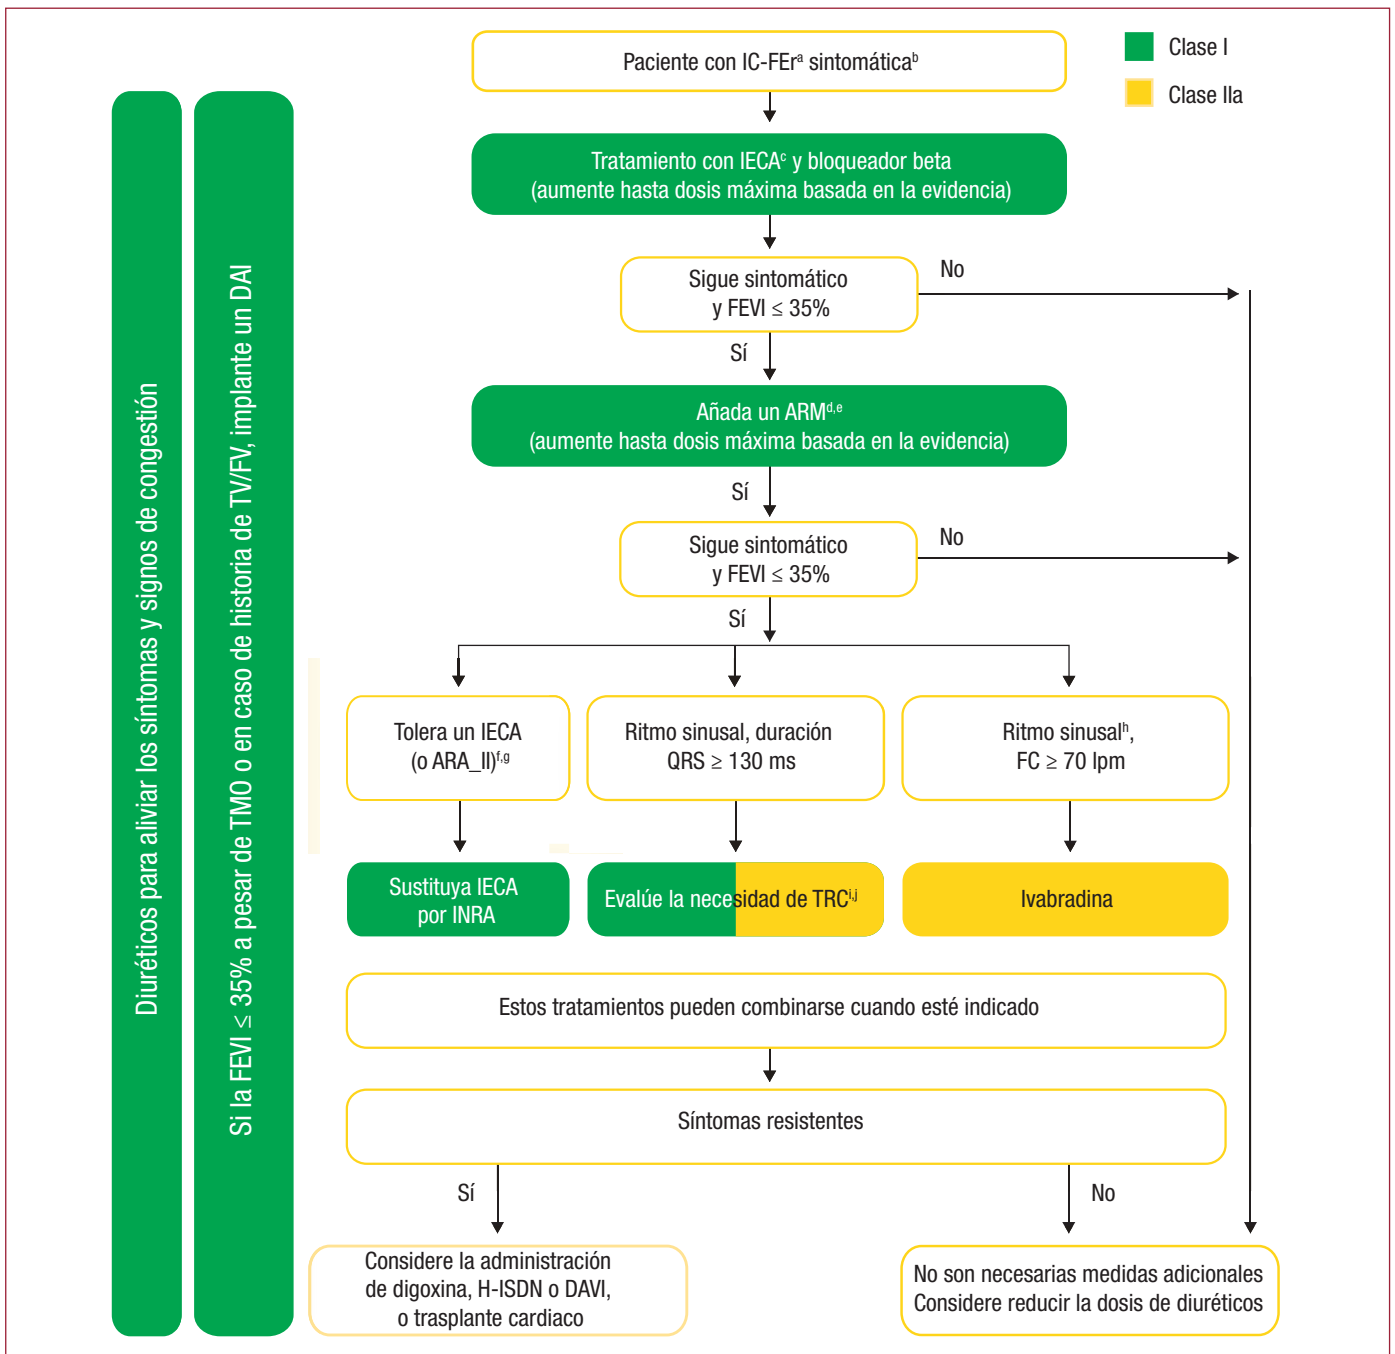 Paciente con IC-FErᵃ sintomáticaᵇ
Clase I
Clase IIa
Tratamiento con IECAᶜ y bloqueador beta
(aumente hasta dosis máxima basada en la evidencia)
Sigue sintomático
y FEVI ≤ 35%
No
Sí
Añada un ARMᵈ,ᵉ
(aumente hasta dosis máxima basada en la evidencia)
Sí
Sigue sintomático
y FEVI ≤ 35%
No
Sí
Tolera un IECA
(o ARA_II)ᶠ,ᵍ
Ritmo sinusal, duración
QRS ≥ 130 ms
Ritmo sinusalʰ,
FC ≥ 70 lpm
Sustituya IECA
por INRA
Evalúe la necesidad de TRCⁱ,ʲ
Ivabradina
Estos tratamientos pueden combinarse cuando esté indicado
Síntomas resistentes
Sí
No
Considere la administración
de digoxina, H-ISDN o DAVI,
o trasplante cardiaco
No son necesarias medidas adicionales
Considere reducir la dosis de diuréticos
Diuréticos para aliviar los síntomas y signos de congestión
Si la FEVI ≤ 35% a pesar de TMO o en caso de historia de TV/FV, implante un DAI